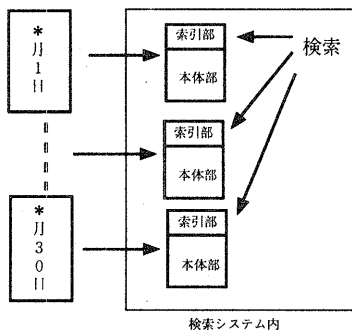 *月1日
索引部
本体部
検索
索引部
本体部
*月30日
索引部
本体部
検索システム内